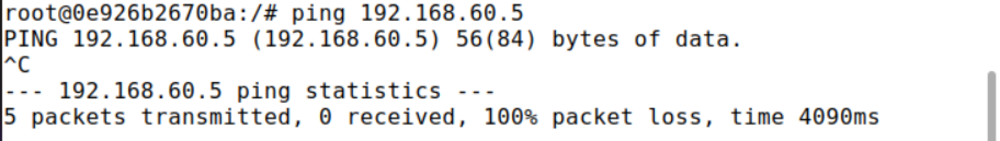 root@0e926b2670ba:/# ping 192.168.60.5
PING 192.168.60.5 (192.168.60.5) 56(84) bytes of data.
^C
--- 192.168.60.5 ping statistics ---
5 packets transmitted, 0 received, 100% packet loss, time 4090ms